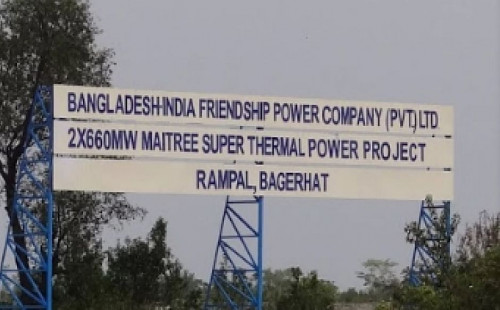 BANGLADESH-INDIA FRIENDSHIP POWER COMPANY (PVT) LTD
2X660MW MAITREE SUPER THERMAL POWER PROJECT
RAMPAL, BAGERHAT